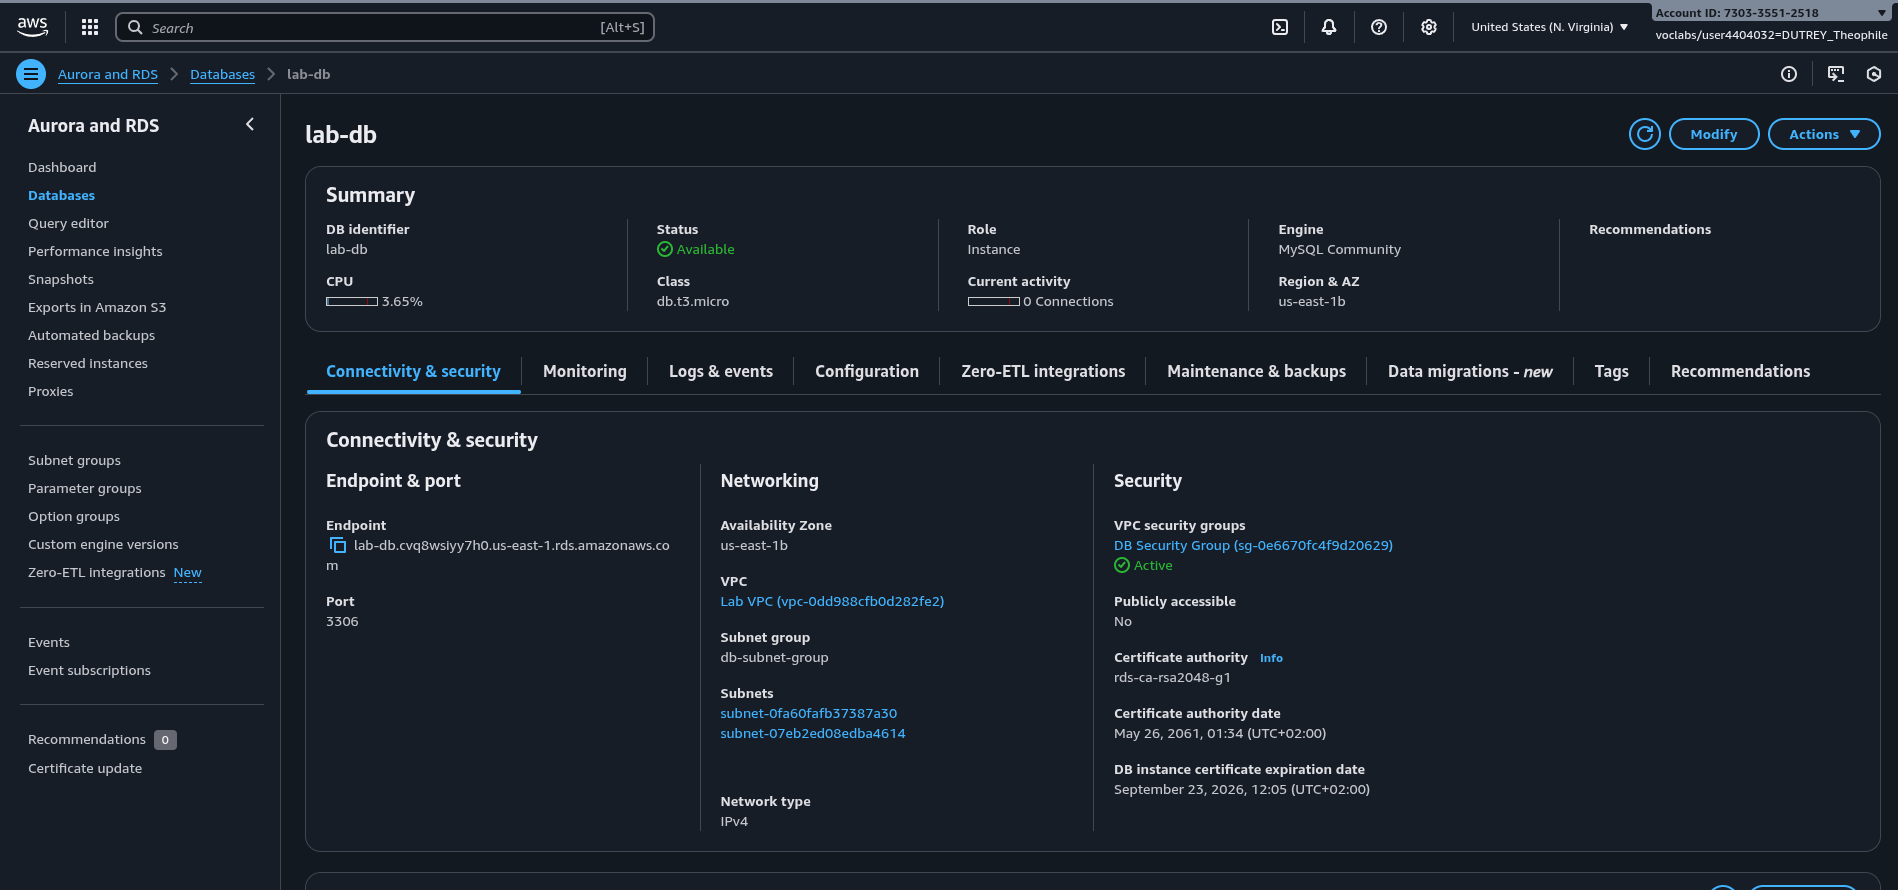 aws
Search
[Alt+S]
United States (N. Virginia)
Account ID: 7303-3551-2518
voclabs/user4404032=DUTREY_Theophile
Aurora and RDS
Databases
lab-db
Aurora and RDS
Dashboard
Databases
Query editor
Performance insights
Snapshots
Exports in Amazon S3
Automated backups
Reserved instances
Proxies
Subnet groups
Parameter groups
Option groups
Custom engine versions
Zero-ETL integrations New
Events
Event subscriptions
Recommendations 0
Certificate update
lab-db
Modify
Actions
Summary
DB identifier
lab-db
CPU
3.65%
Status
Available
Class
db.t3.micro
Role
Instance
Current activity
0 Connections
Engine
MySQL Community
Region & AZ
us-east-1b
Recommendations
Connectivity & security
Monitoring
Logs & events
Configuration
Zero-ETL integrations
Maintenance & backups
Data migrations - new
Tags
Recommendations
Connectivity & security
Endpoint & port
Endpoint
lab-db.cvq8wsiyy7h0.us-east-1.rds.amazonaws.co
m
Port
3306
Networking
Availability Zone
us-east-1b
VPC
Lab VPC (vpc-0dd988cfb0d282fe2)
Subnet group
db-subnet-group
Subnets
subnet-0fa60fafb37387a30
subnet-07eb2ed08edba4614
Network type
IPv4
Security
VPC security groups
DB Security Group (sg-0e6670fc4f9d20629)
Active
Publicly accessible
No
Certificate authority Info
rds-ca-rsa2048-g1
Certificate authority date
May 26, 2061, 01:34 (UTC+02:00)
DB instance certificate expiration date
September 23, 2026, 12:05 (UTC+02:00)